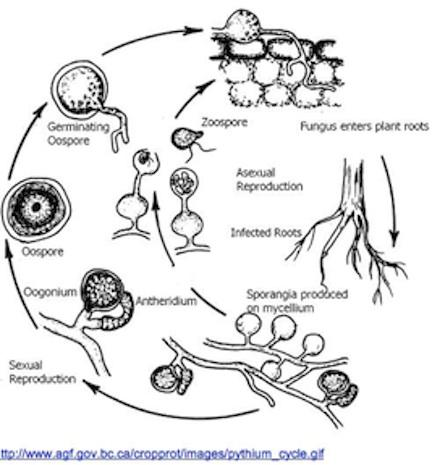 Germinating
Oospore
Zoospore
Fungus enters plant roots
Asexual
Reproduction
Infected Roots
Oospore
Oogonium
Antheridium
Sporangia produced
on mycellium
Sexual
Reproduction
ttp://www.agf.gov.bc.ca/cropprot/images/pythium_cycle.gif